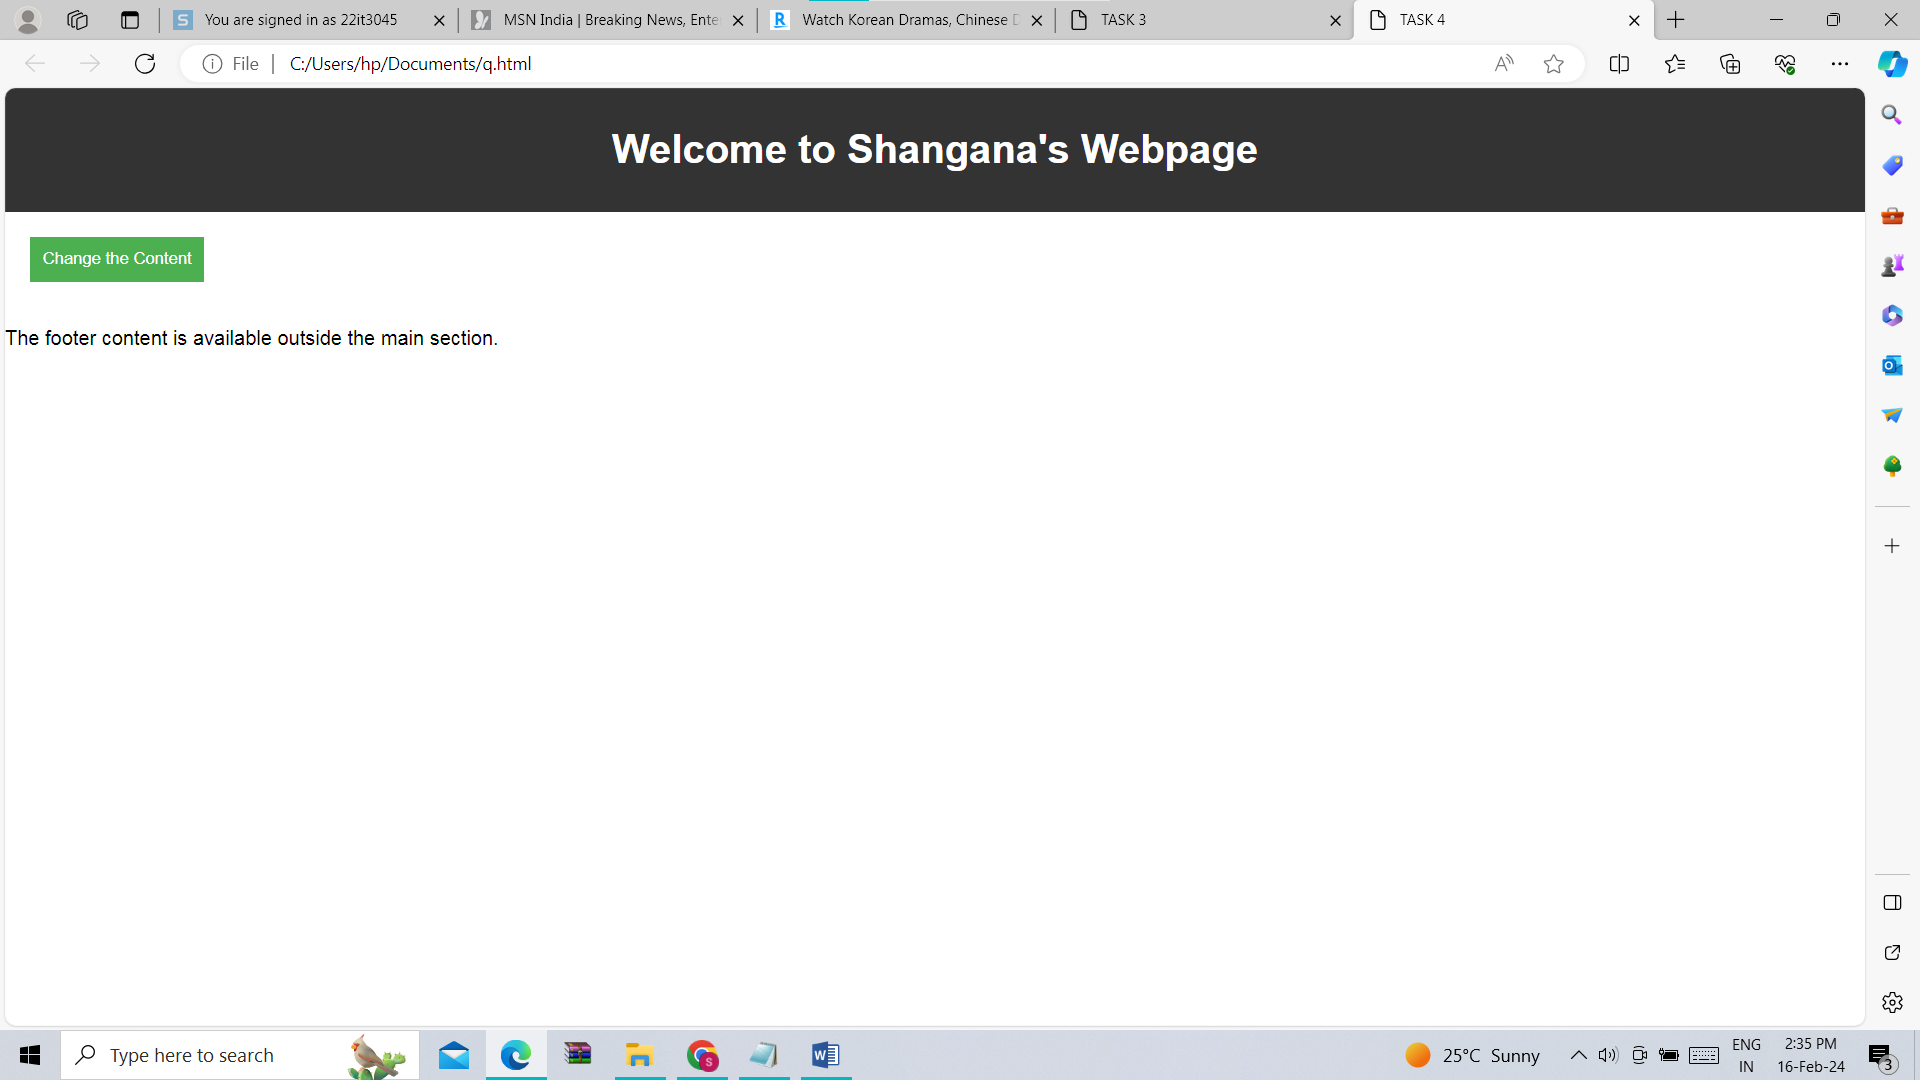 You are signed in as 22it3045
MSN India | Breaking News, Ente
Watch Korean Dramas, Chinese D
TASK 3
TASK 4
File
C:/Users/hp/Documents/q.html
Welcome to Shangana's Webpage
Change the Content
The footer content is available outside the main section.
Type here to search
25°C Sunny
ENG
IN
2:35 PM
16-Feb-24
3